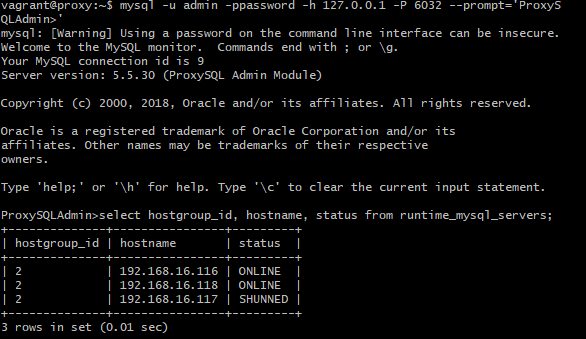 vagrant@proxy:~$ mysql -u admin -ppassword -h 127.0.0.1 -P 6032 --prompt='ProxyS
QLAdmin>'
mysql: [Warning] Using a password on the command line interface can be insecure.
Welcome to the MySQL monitor.  Commands end with ; or \g.
Your MySQL connection id is 9
Server version: 5.5.30 (ProxySQL Admin Module)
Copyright (c) 2000, 2018, Oracle and/or its affiliates. All rights reserved.
Oracle is a registered trademark of Oracle Corporation and/or its
affiliates. Other names may be trademarks of their respective
owners.
Type 'help;' or '\h' for help. Type '\c' to clear the current input statement.
ProxySQLAdmin>select hostgroup_id, hostname, status from runtime_mysql_servers;
+--------------+----------------+---------+
| hostgroup_id | hostname       | status  |
+--------------+----------------+---------+
| 2            | 192.168.16.116 | ONLINE  |
| 2            | 192.168.16.118 | ONLINE  |
| 2            | 192.168.16.117 | SHUNNED |
+--------------+----------------+---------+
3 rows in set (0.01 sec)